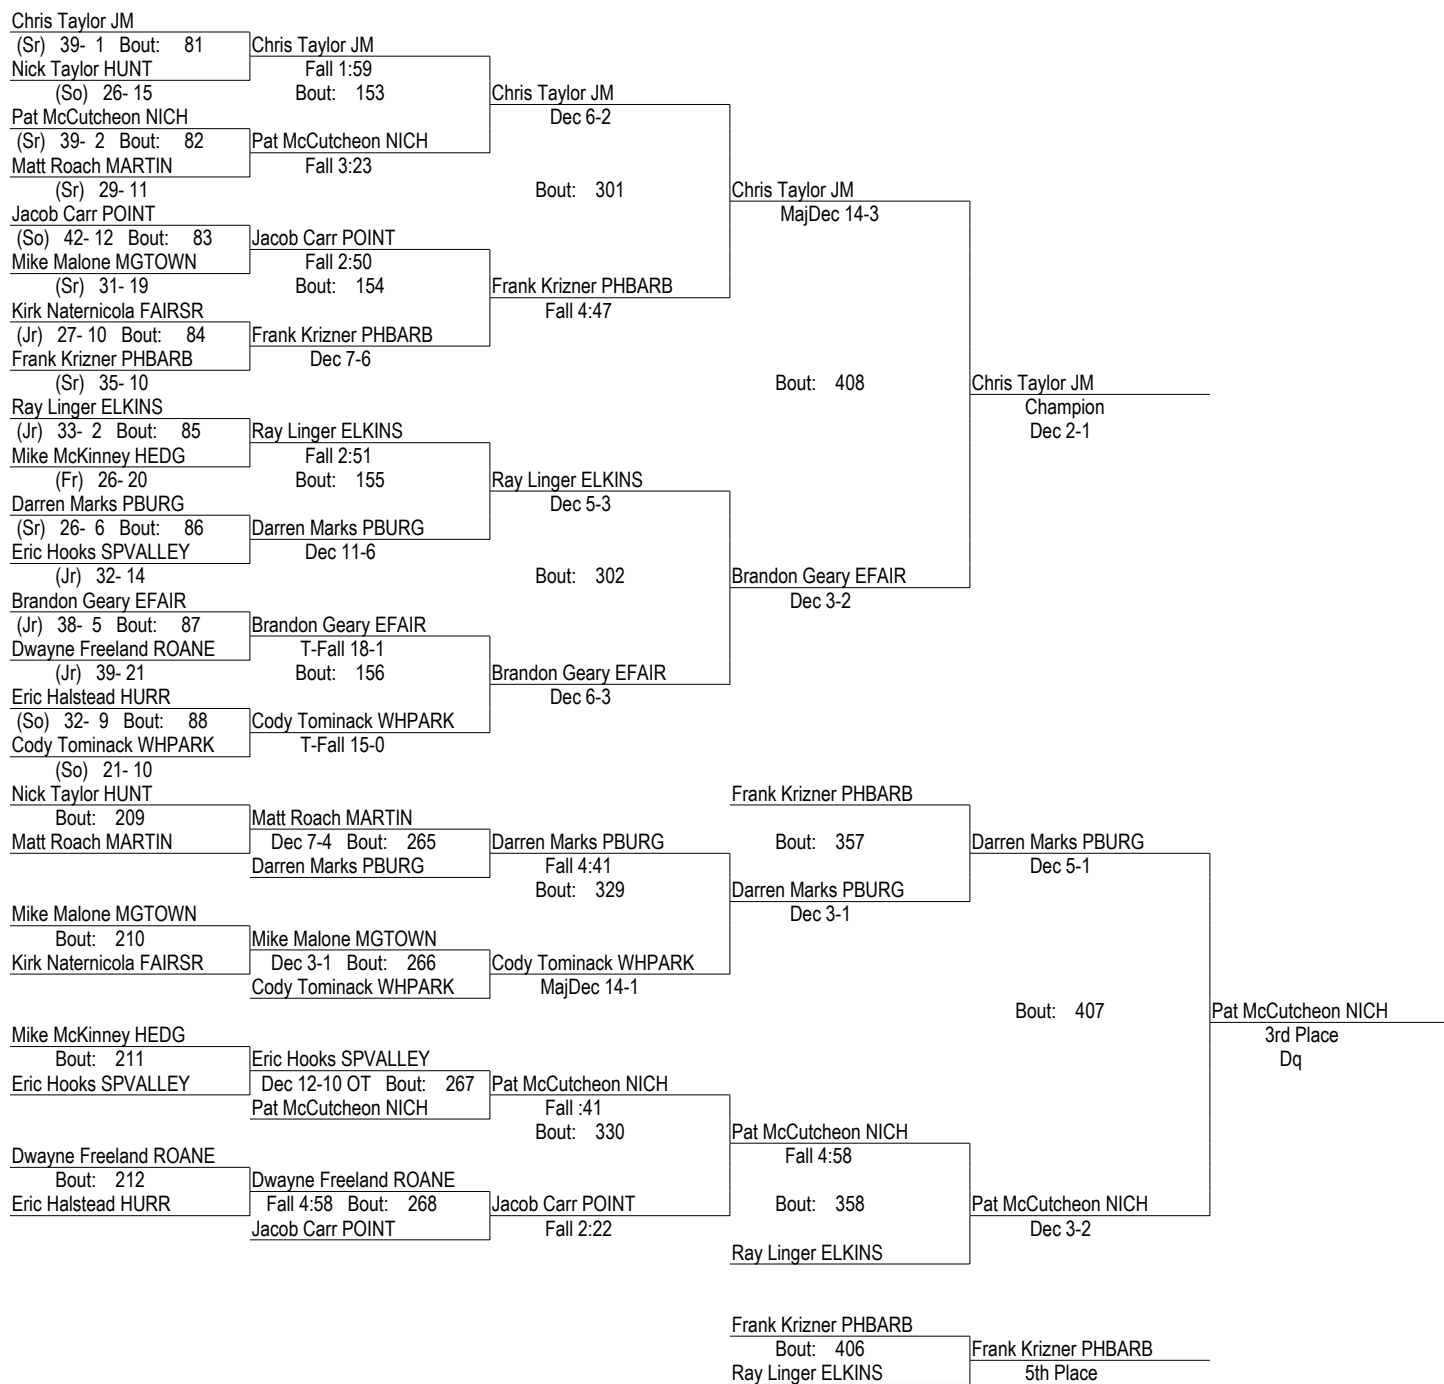 Chris Taylor JM
(Sr) 39- 1 Bout: 81 Chris Taylor JM
Nick Taylor HUNT Fall 1:59
(So) 26- 15 Bout: 153 Chris Taylor JM
Pat McCutcheon NICH Dec 6-2
(Sr) 39- 2 Bout: 82 Pat McCutcheon NICH
Matt Roach MARTIN Fall 3:23
(Sr) 29- 11 Bout: 301 Chris Taylor JM
Jacob Carr POINT MajDec 14-3
(So) 42- 12 Bout: 83 Jacob Carr POINT
Mike Malone MGTOWN Fall 2:50
(Sr) 31- 19 Bout: 154 Frank Krizner PHBARB
Kirk Naternicola FAIRSR Fall 4:47
(Jr) 27- 10 Bout: 84 Frank Krizner PHBARB
Frank Krizner PHBARB Dec 7-6
(Sr) 35- 10 Bout: 408 Chris Taylor JM
Ray Linger ELKINS Champion
(Jr) 33- 2 Bout: 85 Ray Linger ELKINS Dec 2-1
Mike McKinney HEDG Fall 2:51
(Fr) 26- 20 Bout: 155 Ray Linger ELKINS
Darren Marks PBURG Dec 5-3
(Sr) 26- 6 Bout: 86 Darren Marks PBURG
Eric Hooks SPVALLEY Dec 11-6
(Jr) 32- 14 Bout: 302 Brandon Geary EFAIR
Brandon Geary EFAIR Dec 3-2
(Jr) 38- 5 Bout: 87 Brandon Geary EFAIR
Dwayne Freeland ROANE T-Fall 18-1
(Jr) 39- 21 Bout: 156 Brandon Geary EFAIR
Eric Halstead HURR Dec 6-3
(So) 32- 9 Bout: 88 Cody Tominack WHPARK
Cody Tominack WHPARK T-Fall 15-0
(So) 21- 10
Nick Taylor HUNT Frank Krizner PHBARB
Bout: 209 Matt Roach MARTIN
Matt Roach MARTIN Dec 7-4 Bout: 265 Darren Marks PBURG Bout: 357 Darren Marks PBURG
Darren Marks PBURG Fall 4:41 Dec 5-1
Bout: 329 Darren Marks PBURG
Mike Malone MGTOWN Dec 3-1
Bout: 210 Mike Malone MGTOWN
Kirk Naternicola FAIRSR Dec 3-1 Bout: 266 Cody Tominack WHPARK
Cody Tominack WHPARK MajDec 14-1
Bout: 407 Pat McCutcheon NICH
Mike McKinney HEDG 3rd Place
Bout: 211 Eric Hooks SPVALLEY Dq
Eric Hooks SPVALLEY Dec 12-10 OT Bout: 267 Pat McCutcheon NICH
Pat McCutcheon NICH Fall :41
Bout: 330 Pat McCutcheon NICH
Dwayne Freeland ROANE Fall 4:58
Bout: 212 Dwayne Freeland ROANE
Eric Halstead HURR Fall 4:58 Bout: 268 Jacob Carr POINT Bout: 358 Pat McCutcheon NICH
Jacob Carr POINT Fall 2:22 Dec 3-2
Ray Linger ELKINS
Frank Krizner PHBARB
Bout: 406 Frank Krizner PHBARB
Ray Linger ELKINS 5th Place